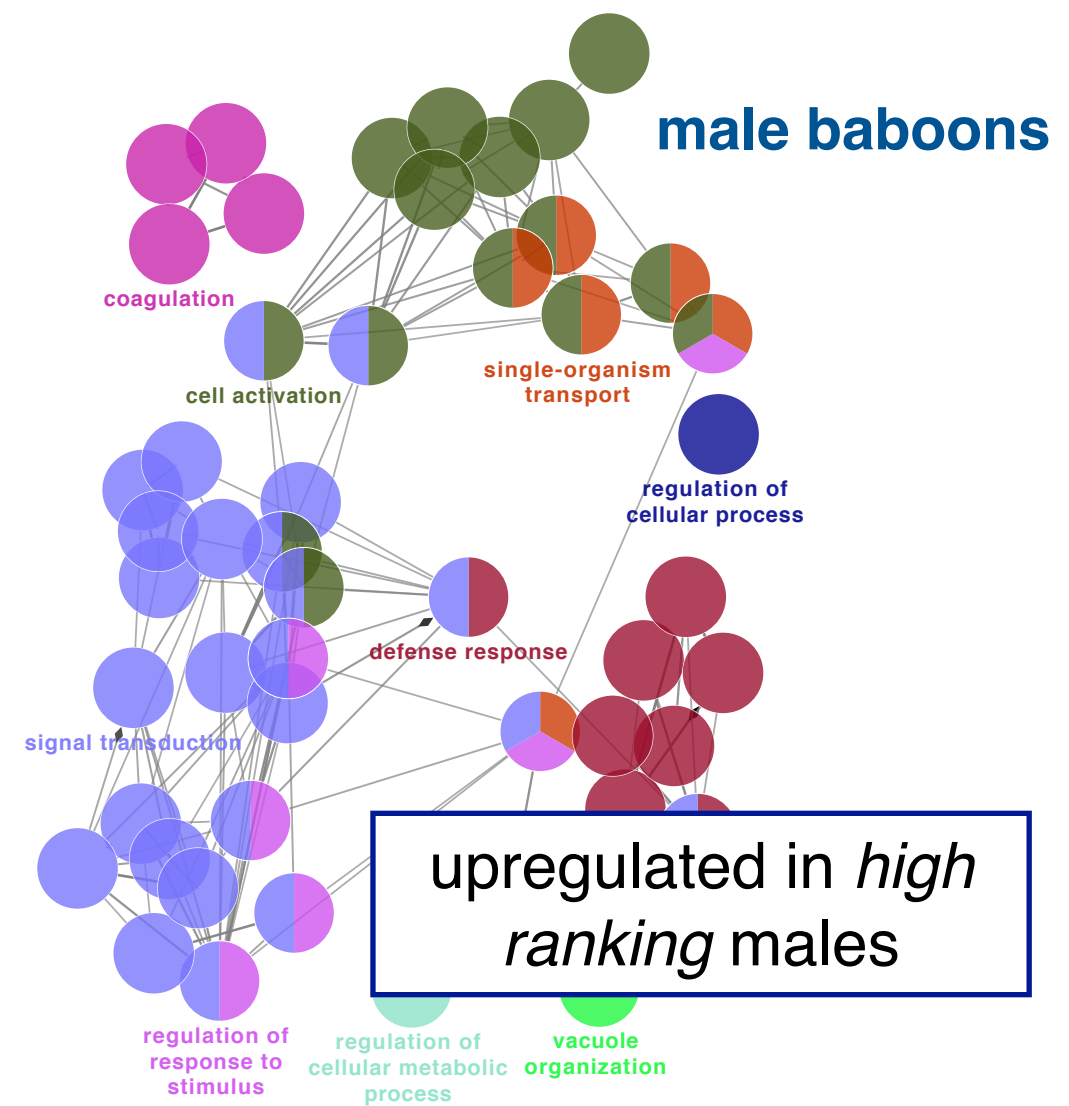 male baboons
coagulation
cell activation
single-organism
transport
regulation of
cellular process
defense response
signal transduction
upregulated in high
ranking males
regulation of
response to
stimulus
regulation of
cellular metabolic
process
vacuole
organization